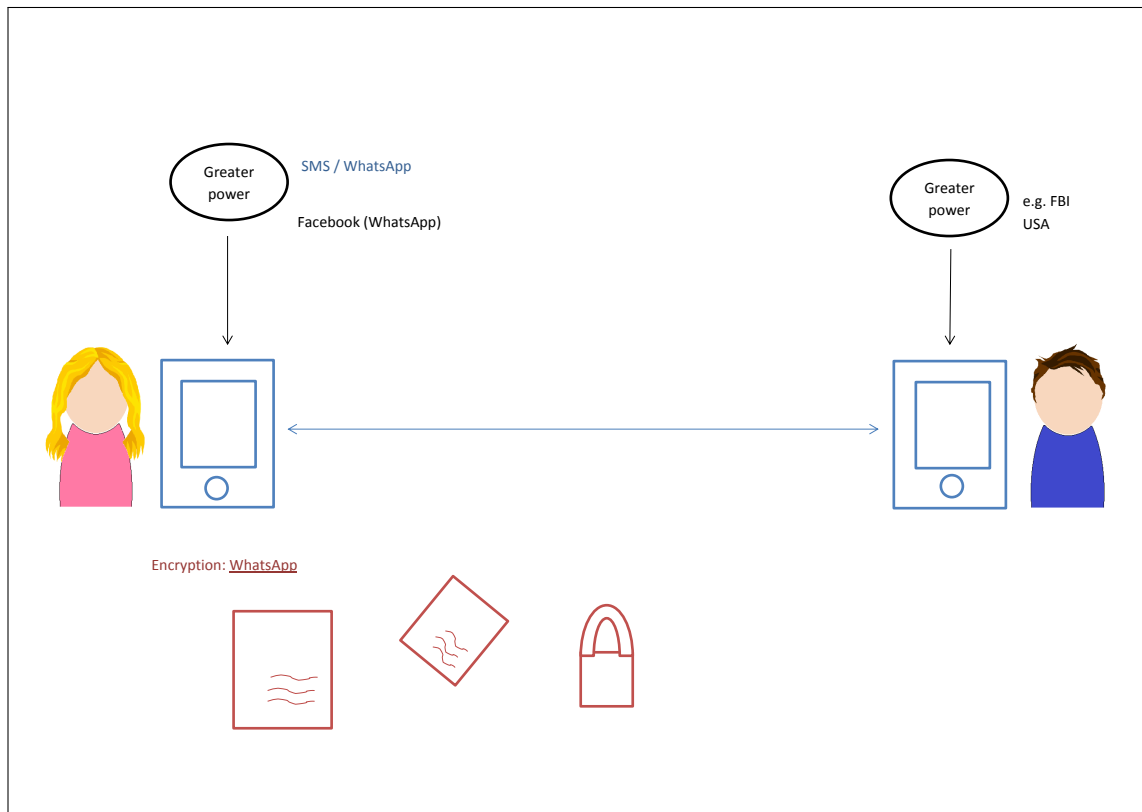 Greater
power
SMS / WhatsApp
Facebook (WhatsApp)
Greater
power
e.g. FBI
USA
Encryption: WhatsApp